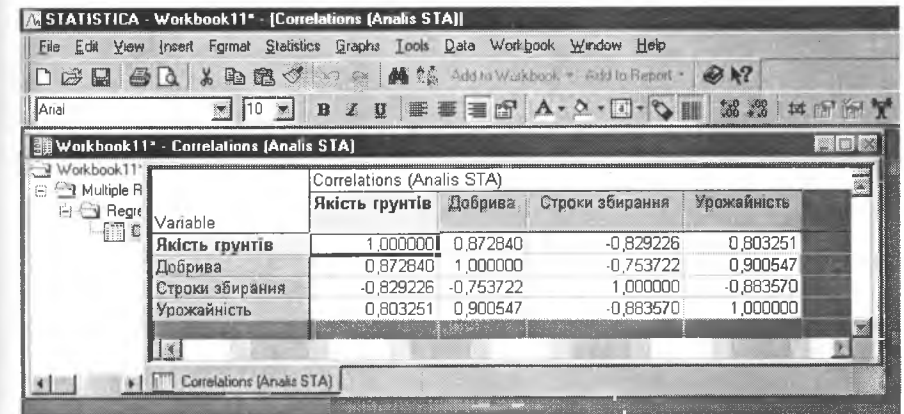 STATISTICA - Workbook11* - [Correlations (Analis STA)]
File Edit View Insert Format Statistics Graphs Tools Data Workbook Window Help
Add to Workbook Add to Report
Arial 10 B I U A
Workbook11* - Correlations (Analis STA)
Workbook11*
Multiple R
Regre
C
Correlations (Analis STA)
Variable Якість грунтів Добрива Строки збирання Урожайність
Якість грунтів 1,000000 0,872840 -0,829226 0,803251
Добрива 0,872840 1,000000 -0,753722 0,900547
Строки збирання -0,829226 -0,753722 1,000000 -0,883570
Урожайність 0,803251 0,900547 -0,883570 1,000000
Correlations (Analis STA)